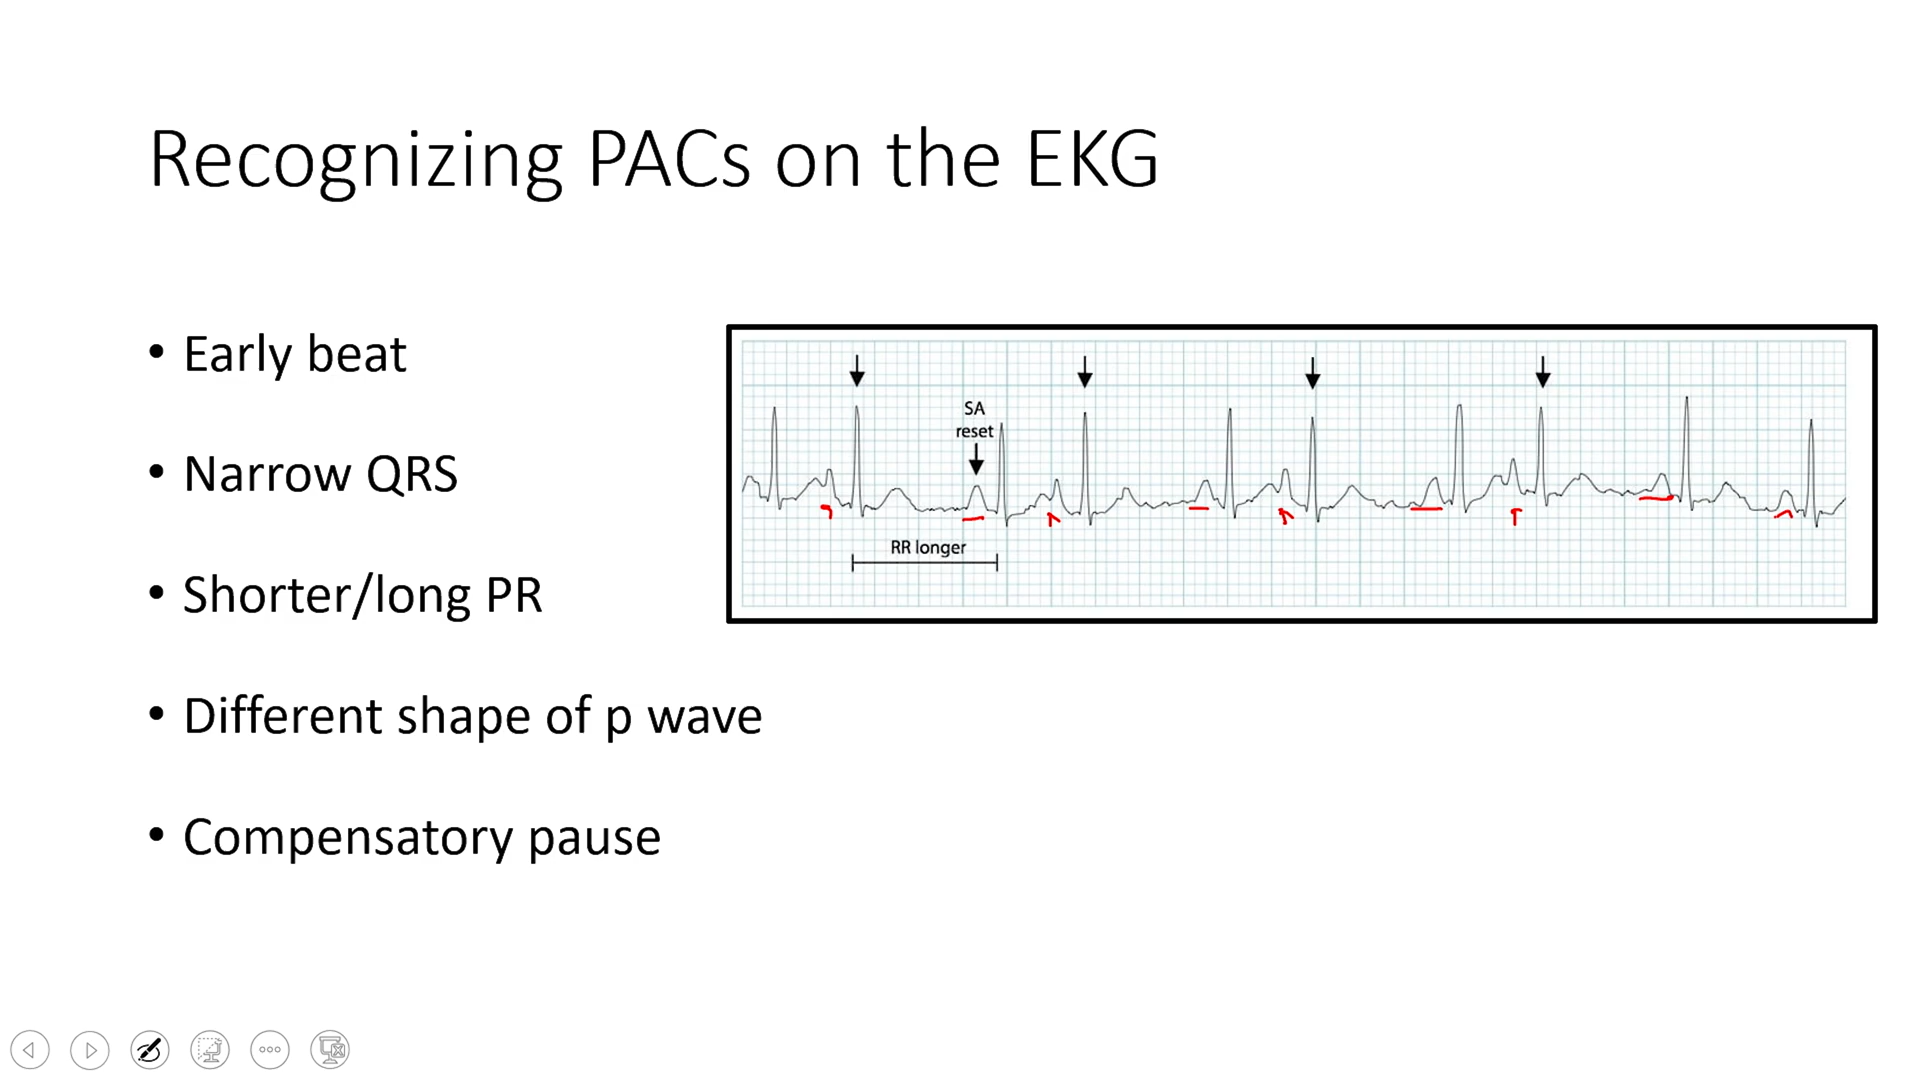 Recognizing PACs on the EKG
• Early beat
• Narrow QRS
• Shorter/long PR
• Different shape of p wave
• Compensatory pause
SA
reset
RR longer